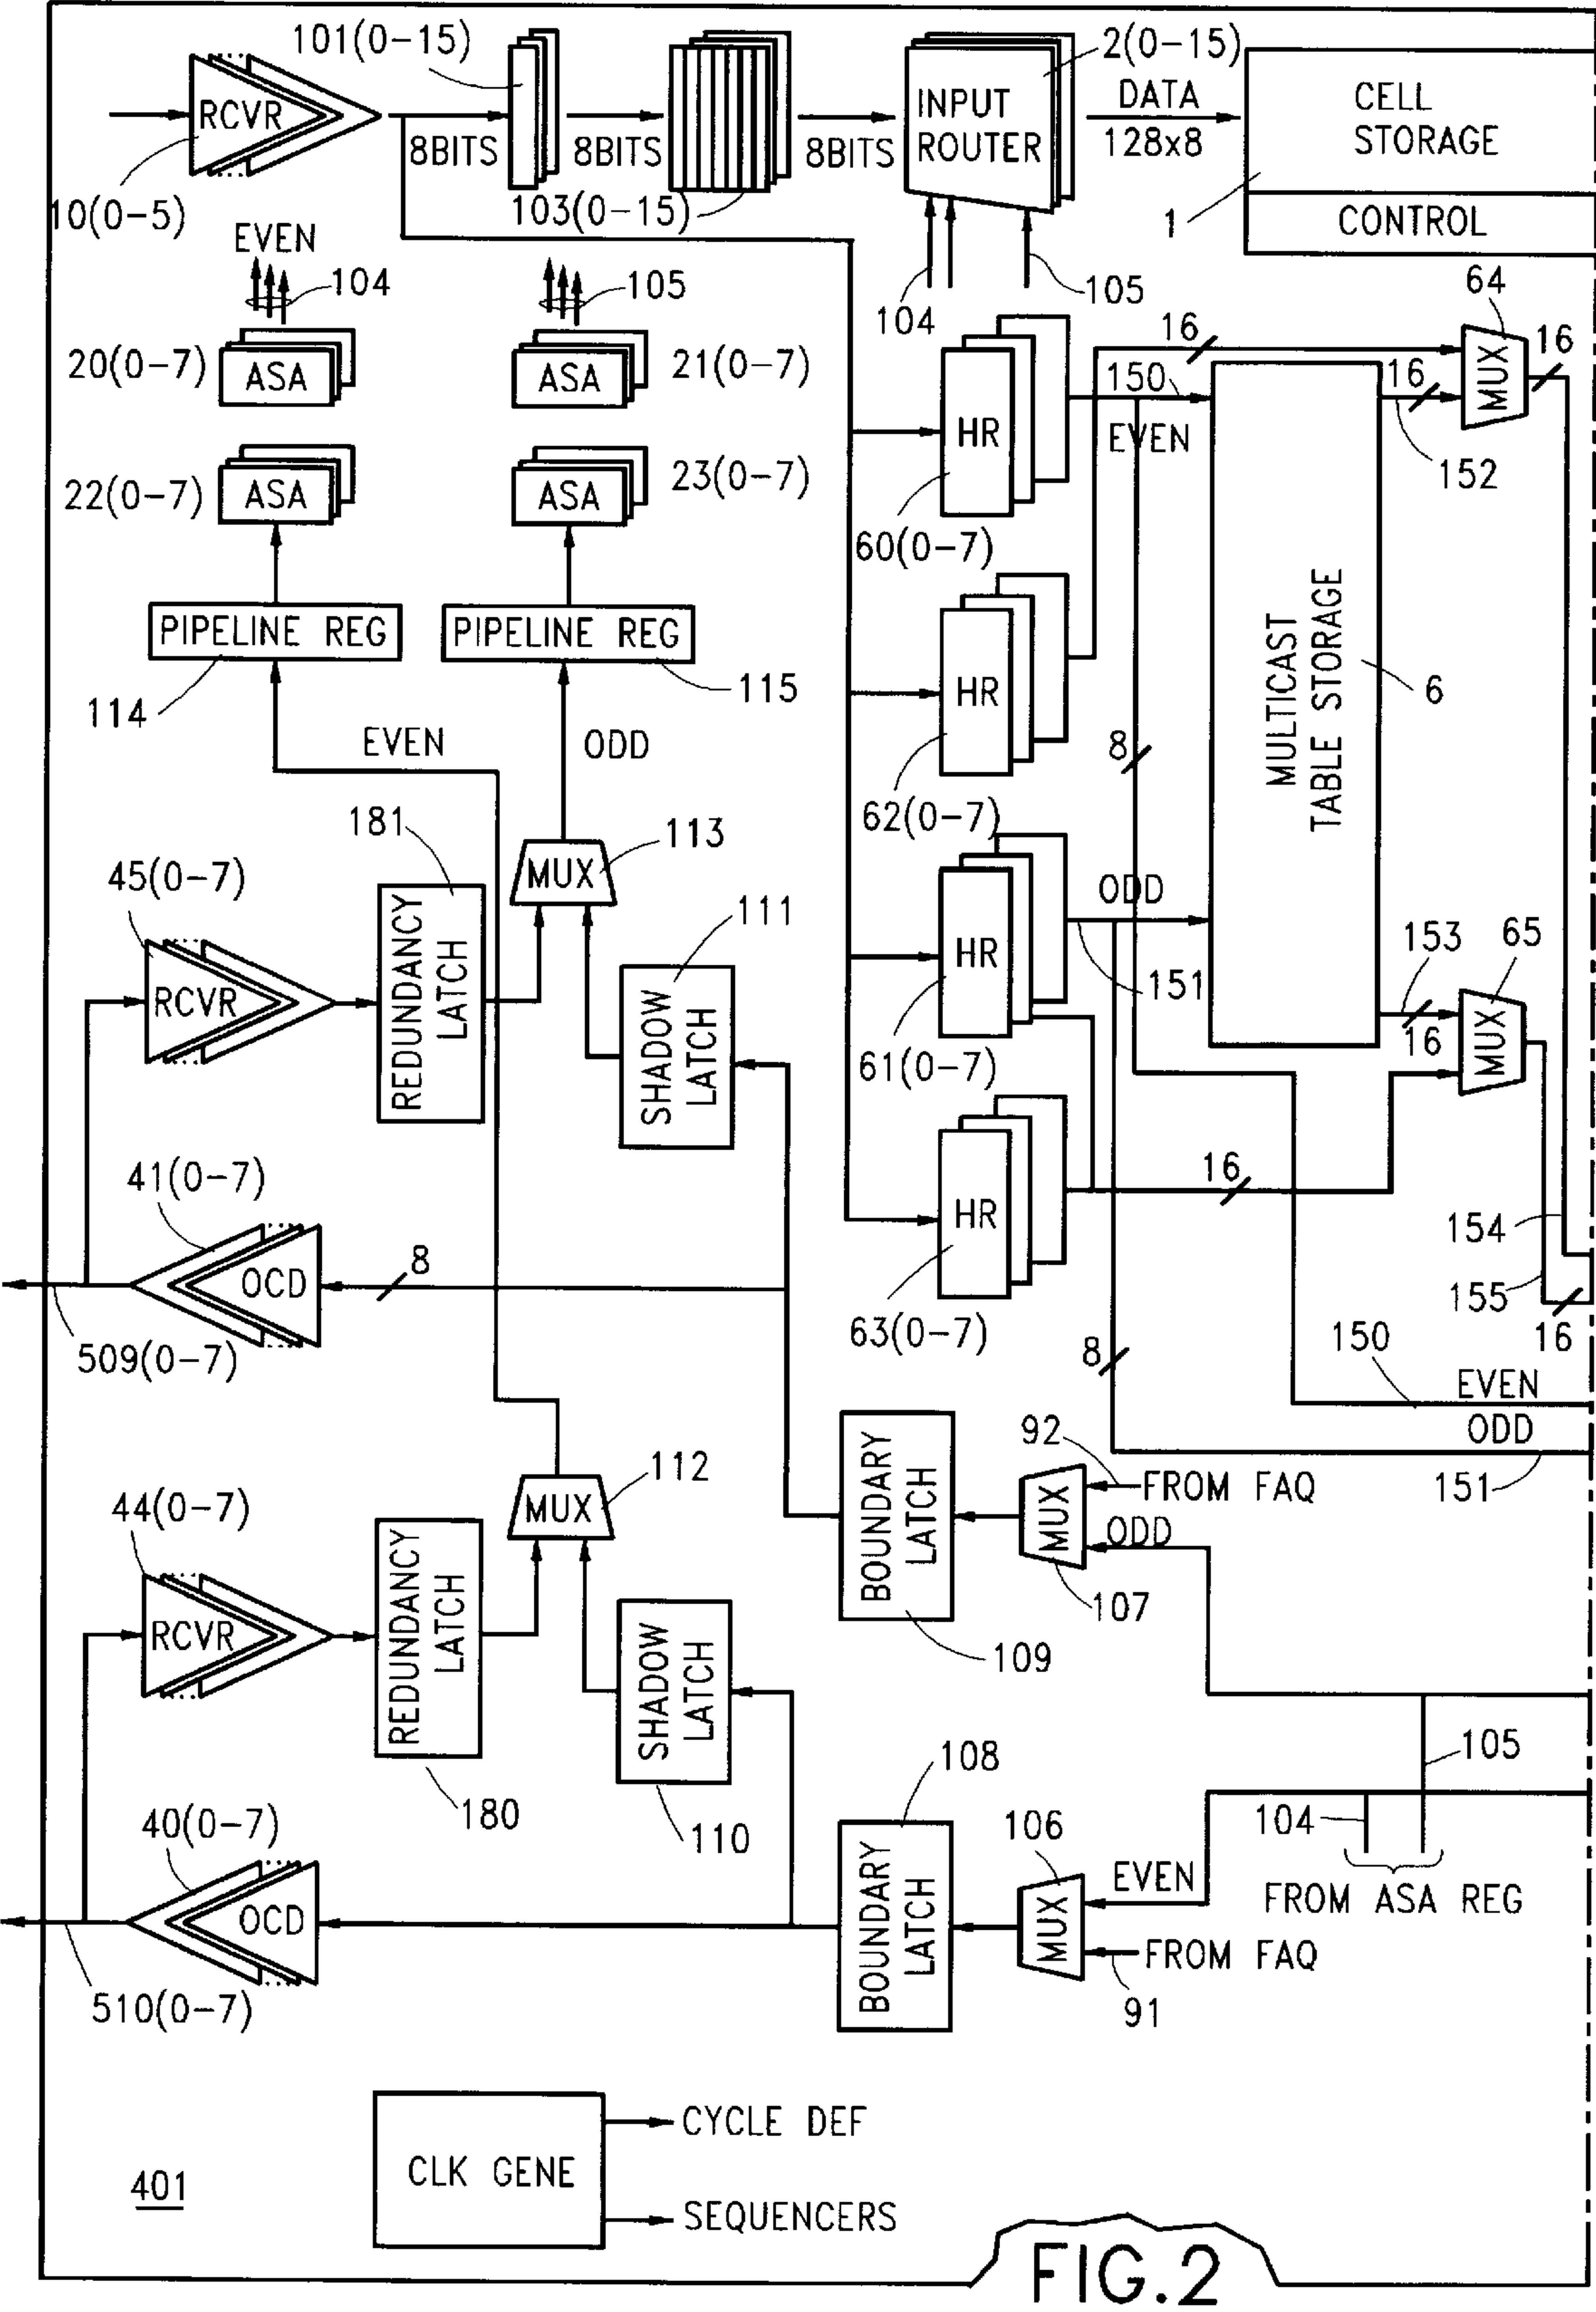 101(0-15)
2(0-15)
RCVR
8BITS
8BITS
8BITS
INPUT
ROUTER
DATA
128x8
CELL
STORAGE
CONTROL
1
10(0-5)
103(0-15)
EVEN
104
105
104
105
64
16
16
16
20(0-7)
ASA
ASA
21(0-7)
HR
150
EVEN
MUX
152
22(0-7)
ASA
ASA
23(0-7)
60(0-7)
PIPELINE REG
PIPELINE REG
114
115
HR
MULTICAST
TABLE STORAGE
6
EVEN
ODD
8
62(0-7)
181
MUX
113
45(0-7)
RCVR
REDUNDANCY
LATCH
111
SHADOW
LATCH
HR
ODD
151
61(0-7)
153
16
65
MUX
41(0-7)
OCD
8
HR
16
63(0-7)
154
155
16
509(0-7)
8
150
EVEN
ODD
151
112
MUX
BOUNDARY
LATCH
92
FROM FAQ
MUX
ODD
107
109
44(0-7)
RCVR
REDUNDANCY
LATCH
SHADOW
LATCH
180
110
105
104
FROM ASA REG
40(0-7)
OCD
108
BOUNDARY
LATCH
106
MUX
EVEN
FROM FAQ
91
510(0-7)
CLK GENE
CYCLE DEF
SEQUENCERS
401
FIG.2